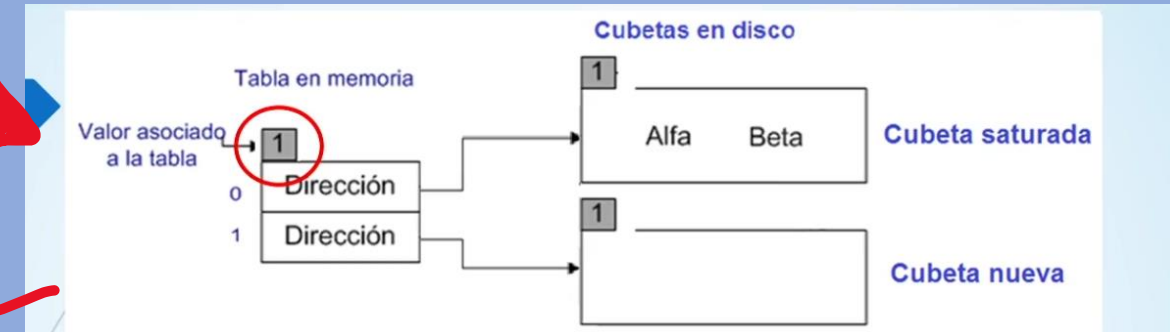 Cubetas en disco
Tabla en memoria
1
Valor asociado
a la tabla
1
Alfa Beta
Cubeta saturada
0
Dirección
1
Dirección
1
Cubeta nueva